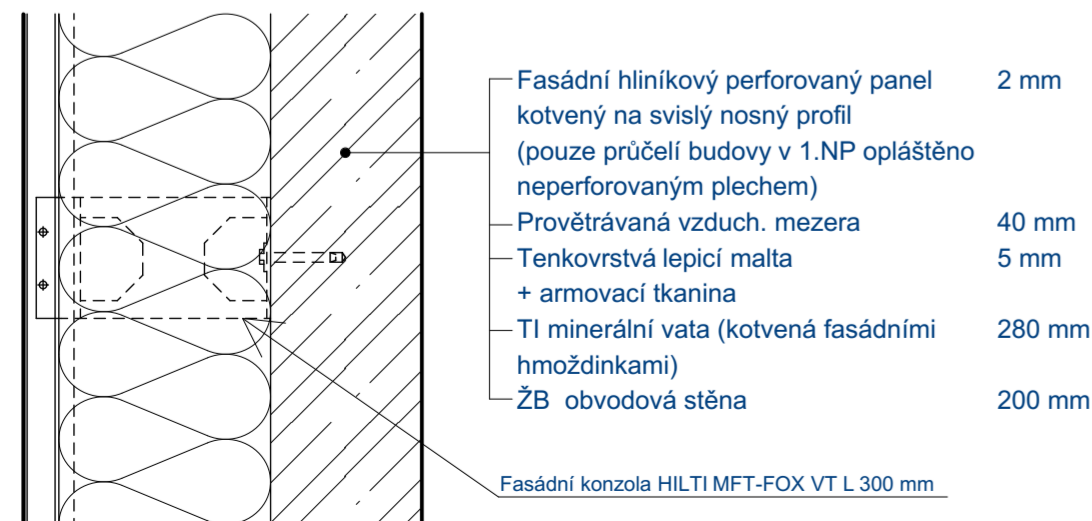 Fasádní hliníkový perforovaný panel 2 mm
kotvený na svislý nosný profil
(pouze průčelí budovy v 1.NP opláštěno
neperforovaným plechem)
Provětrávaná vzduch. mezera 40 mm
Tenkovrstvá lepicí malta 5 mm
+ armovací tkanina
TI minerální vata (kotvená fasádními 280 mm
hmoždinkami)
ŽB obvodová stěna 200 mm
Fasádní konzola HILTI MFT-FOX VT L 300 mm